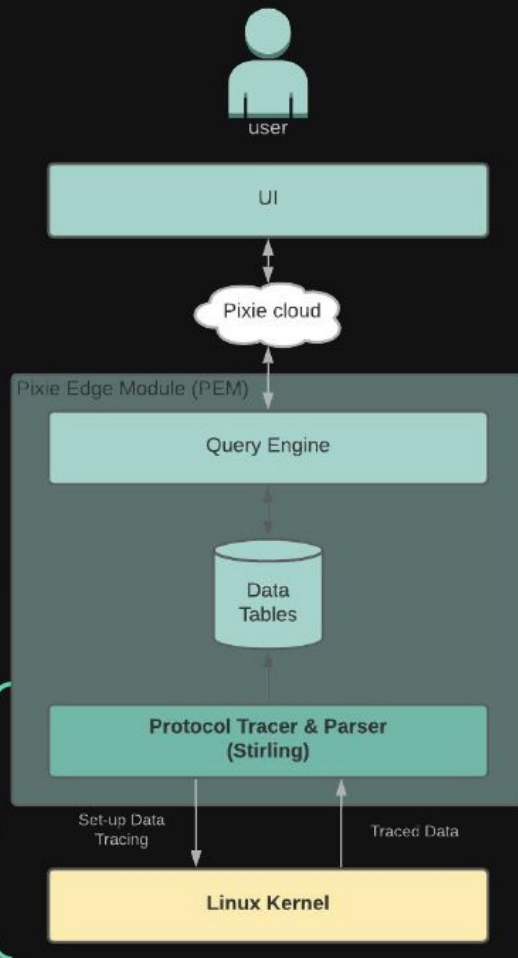 user
UI
Pixie cloud
Pixie Edge Module (PEM)
Query Engine
Data
Tables
Protocol Tracer & Parser
(Stirling)
Set-up Data
Tracing
Traced Data
Linux Kernel